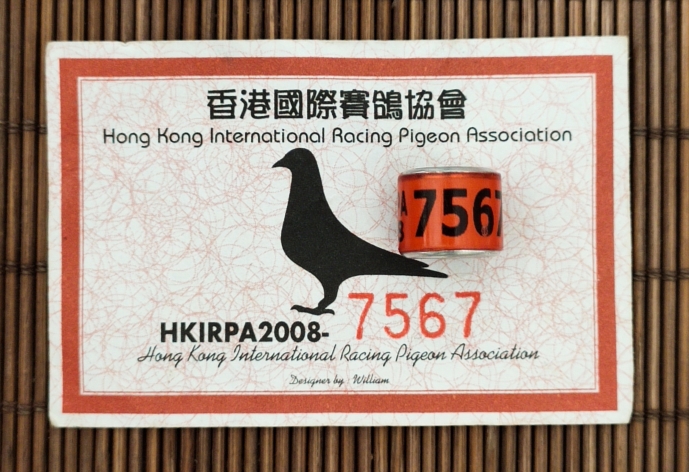 香港國際賽鴿協會
Hong Kong International Racing Pigeon Association
7567
HKIRPA2008-7567
Hong Kong International Racing Pigeon Association
Designer by : William